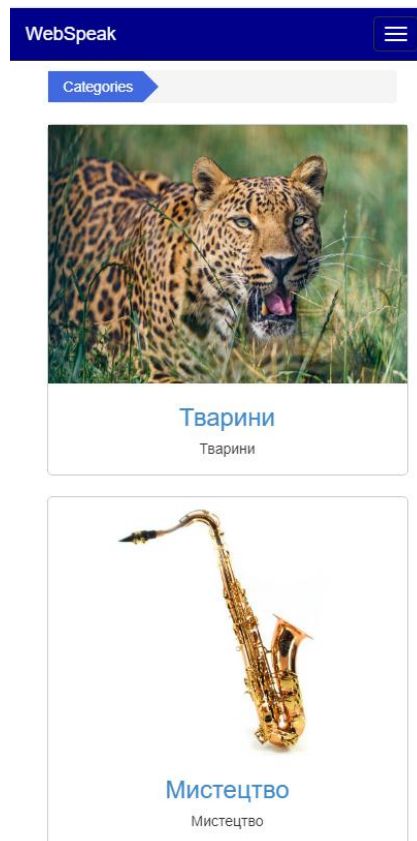 WebSpeak
Categories
Тварини
Тварини
Мистецтво
Мистецтво